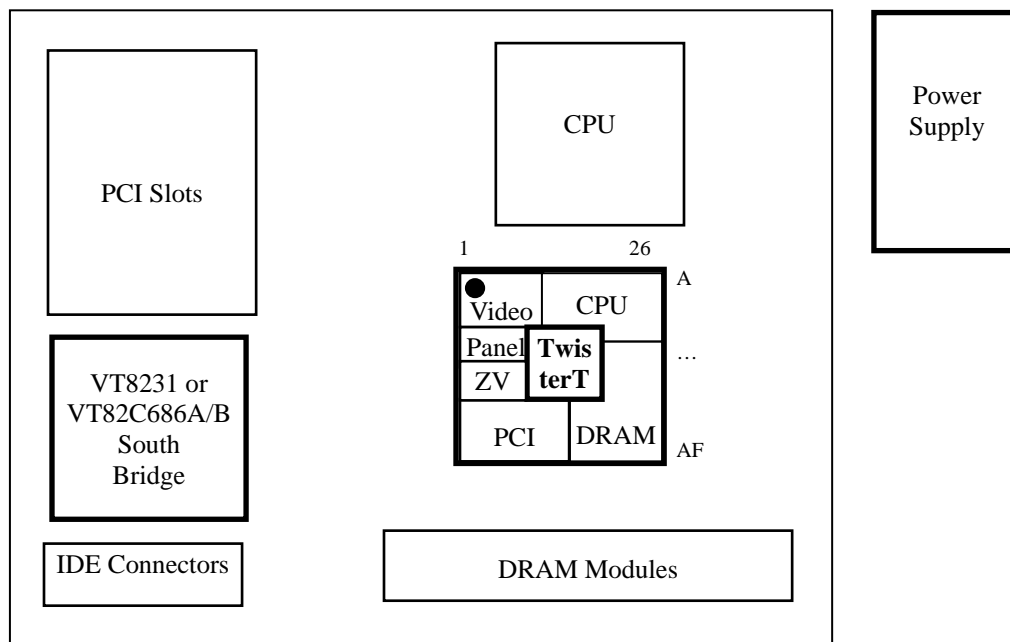 PCI Slots
CPU
Power
Supply
1
26
A
Video
CPU
Panel
Twis
terT
...
ZV
PCI
DRAM
AF
VT8231 or
VT82C686A/B
South
Bridge
IDE Connectors
DRAM Modules